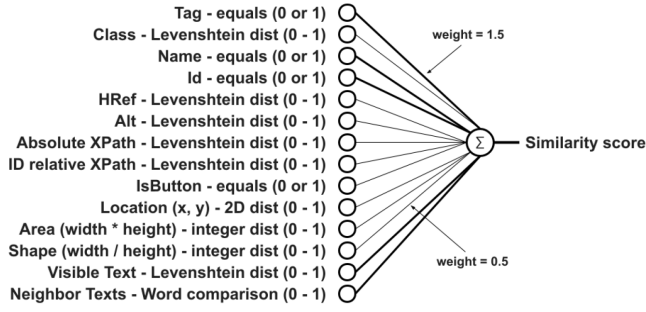 Tag - equals (0 or 1)
Class - Levenshtein dist (0 - 1)
weight = 1.5
Name - equals (0 or 1)
Id - equals (0 or 1)
HRef - Levenshtein dist (0 - 1)
Alt - Levenshtein dist (0 - 1)
Absolute XPath - Levenshtein dist (0 - 1)
Σ
Similarity score
ID relative XPath - Levenshtein dist (0 - 1)
IsButton - equals (0 or 1)
Location (x, y) - 2D dist (0 - 1)
Area (width * height) - integer dist (0 - 1)
Shape (width / height) - integer dist (0 - 1)
weight = 0.5
Visible Text - Levenshtein dist (0 - 1)
Neighbor Texts - Word comparison (0 - 1)